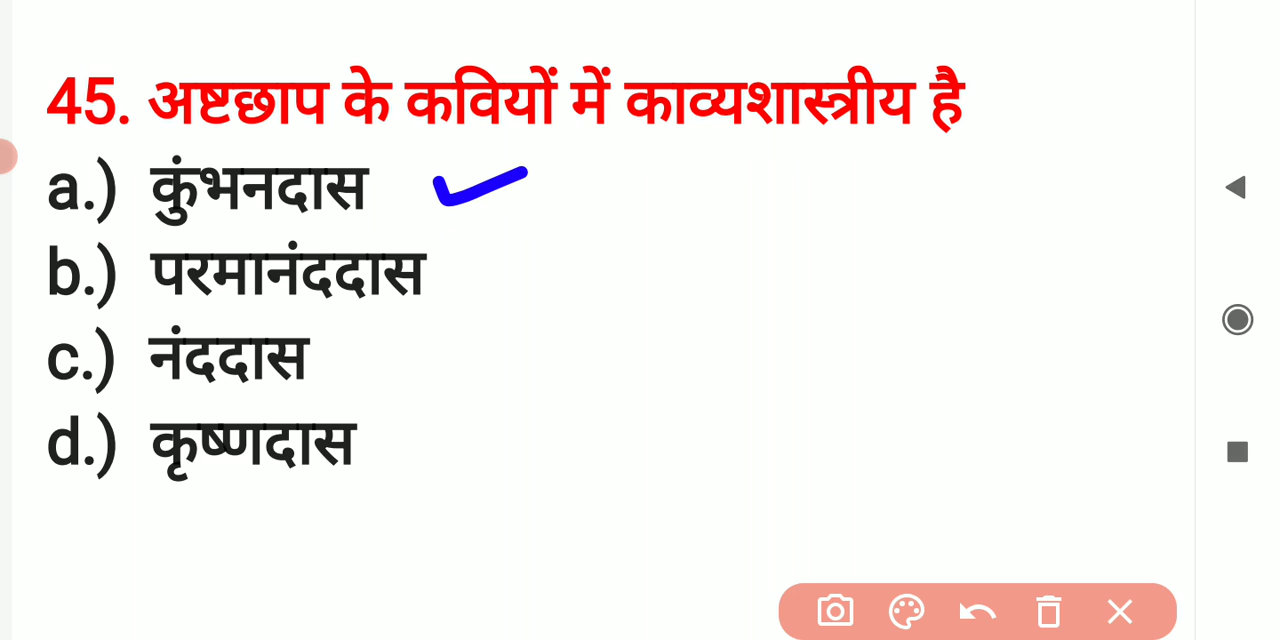 45. अष्टछाप के कवियों में काव्यशास्त्रीय है
a.) कुंभनदास
b.) परमानंददास
c.) नंददास
d.) कृष्णदास